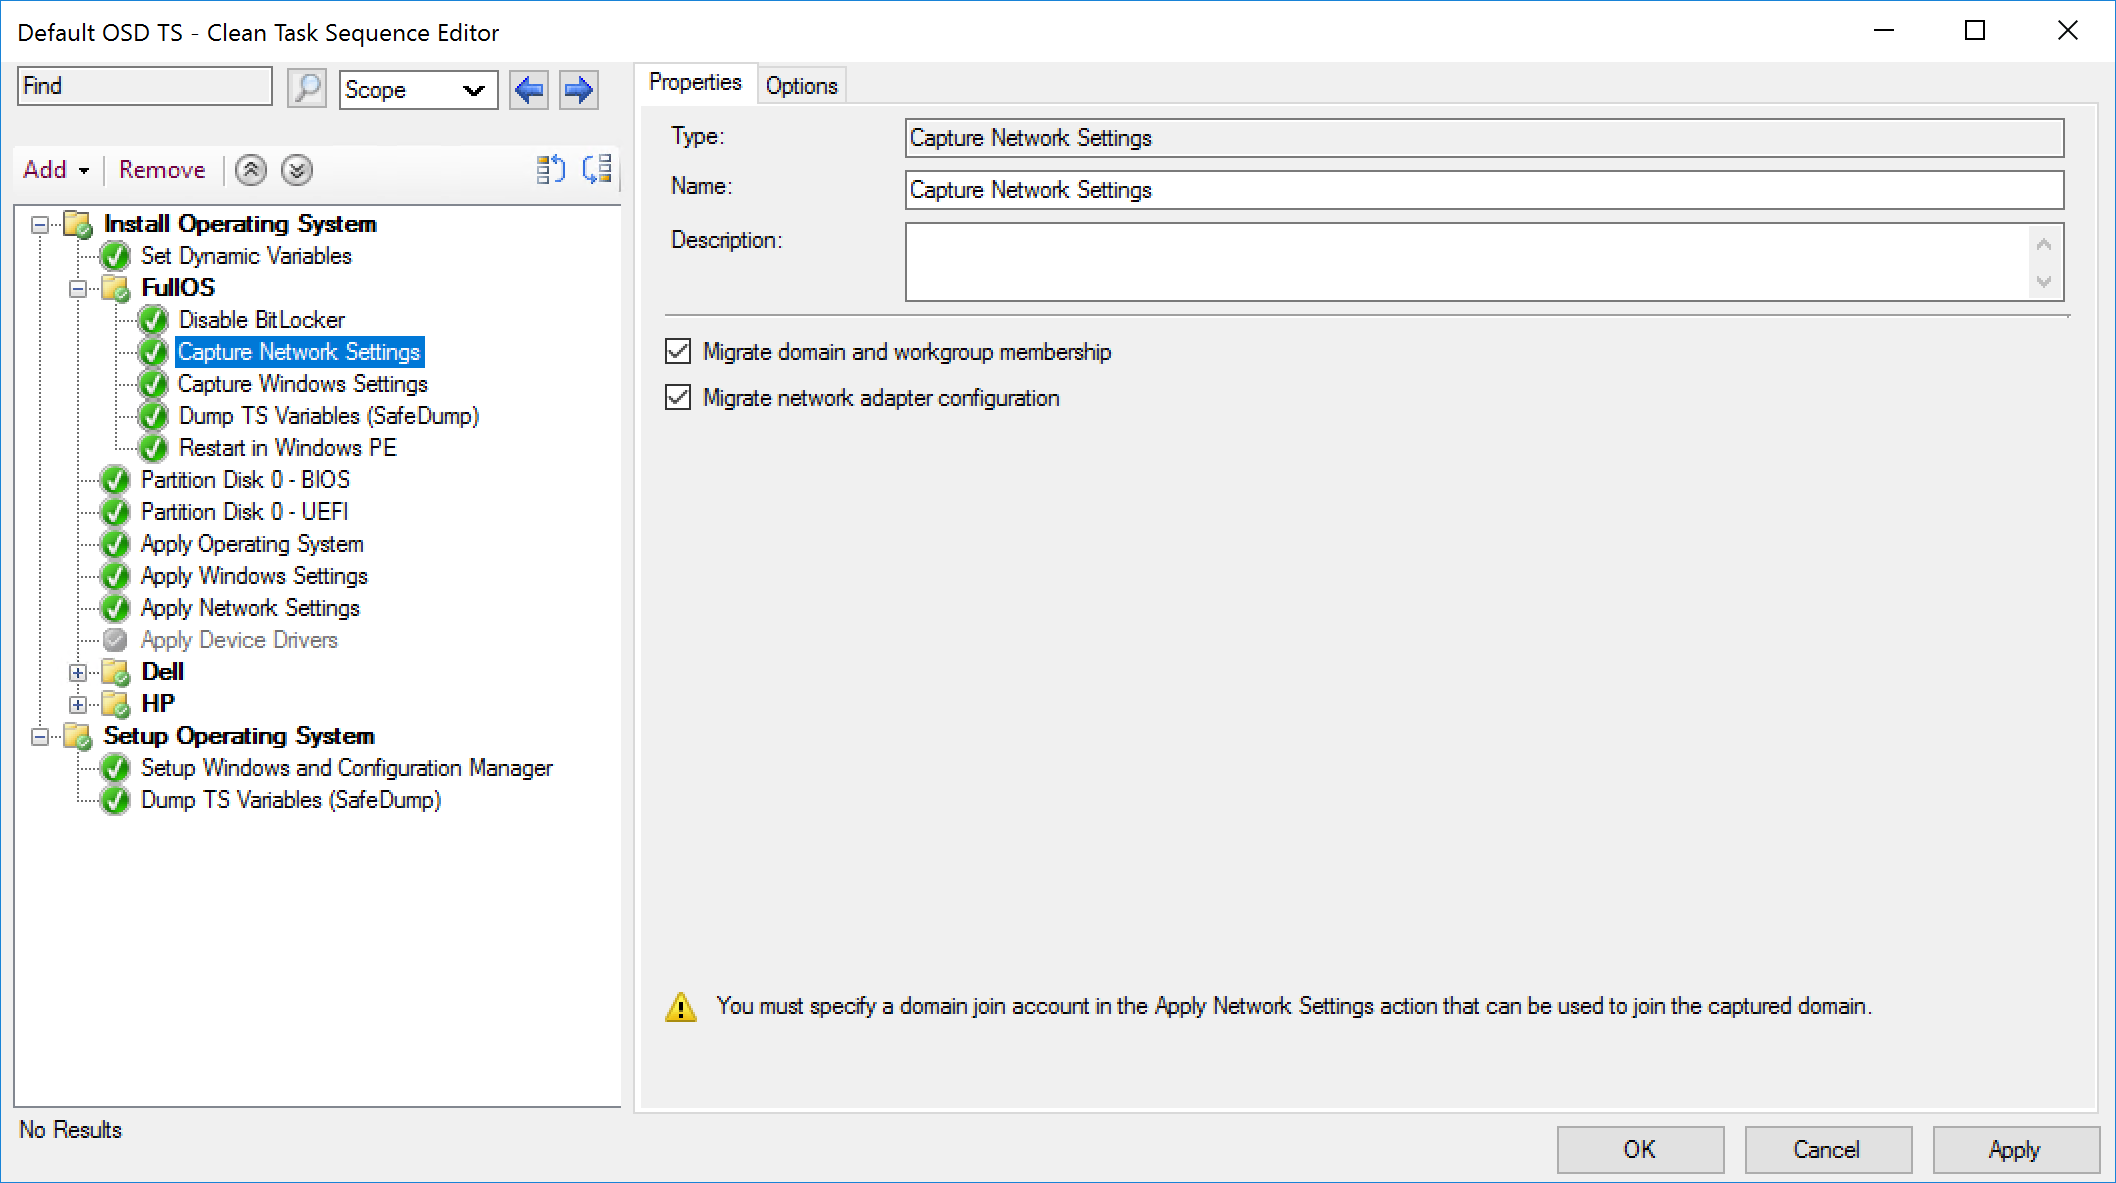 Default OSD TS - Clean Task Sequence Editor
Find
Scope
Add
Remove
Install Operating System
Set Dynamic Variables
FullOS
Disable BitLocker
Capture Network Settings
Capture Windows Settings
Dump TS Variables (SafeDump)
Restart in Windows PE
Partition Disk 0 - BIOS
Partition Disk 0 - UEFI
Apply Operating System
Apply Windows Settings
Apply Network Settings
Apply Device Drivers
Dell
HP
Setup Operating System
Setup Windows and Configuration Manager
Dump TS Variables (SafeDump)
No Results
Properties
Options
Type:
Capture Network Settings
Name:
Capture Network Settings
Description:
Migrate domain and workgroup membership
Migrate network adapter configuration
You must specify a domain join account in the Apply Network Settings action that can be used to join the captured domain.
OK
Cancel
Apply